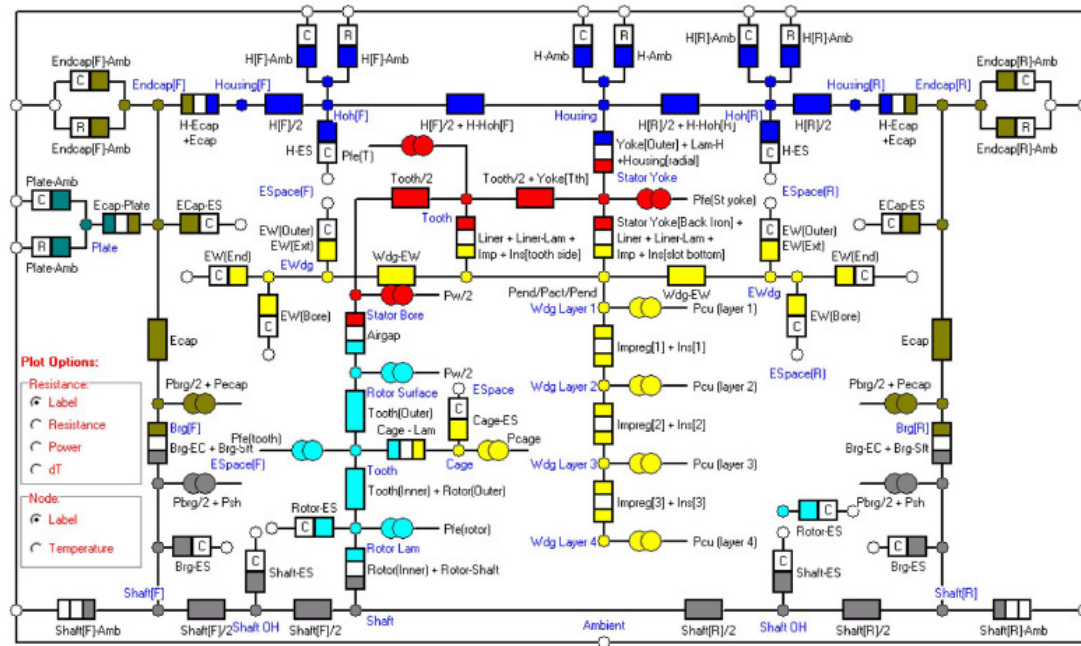 C
R
C
R
C
R
H[F]-Amb
H[F]-Amb
H-Amb
H-Amb
H[R]-Amb
H[R]-Amb
Endcap[F]-Amb
C
R
Endcap[F]-Amb
Endcap[F]
H-Ecap
+Ecap
Housing[F]
H[F]/2
Hoh[F]
H[F]/2 + H-Hoh[F]
Housing
H[R]/2 + H-Hoh[R]
Hoh[R]
H[R]/2
Housing[R]
H-Ecap
+Ecap
Endcap[R]
Endcap[R]-Amb
C
R
Endcap[R]-Amb
C
H-ES
Pfe(T)
Yoke[Outer] + Lam-H
+Housing[radial]
C
H-ES
ESpace(F)
Tooth/2
Tooth/2 + Yoke[Tth]
Stator Yoke
Pfe(St yoke)
ESpace(R)
Plate-Amb
C
R
Plate-Amb
Ecap-Plate
Plate
ECap-ES
C
C
EW(Outer)
EW(Ext)
Tooth
Liner + Liner-Lam +
Imp + Ins[tooth side]
Stator Yoke[Back Iron] +
Liner + Liner-Lam +
Imp + Ins[slot bottom]
EW(Outer)
EW(Ext)
C
ECap-ES
C
EW(End)
C
EWdg
Wdg-EW
Wdg-EW
EWdg
EW(End)
C
C
EW(Bore)
Stator Bore
Pw/2
Pend/Pact/Pend
Wdg Layer 1
Pcu (layer 1)
C
EW(Bore)
Airgap
Impreg[1] + Ins[1]
Ecap
Rotor Surface
Pw/2
ESpace
Wdg Layer 2
Pcu (layer 2)
ESpace(R)
Ecap
Plot Options:
Resistance:
Label
Resistance
Power
dT
Node:
Label
Temperature
Pbrg/2 + Pecap
Brg[F]
Brg-EC + Brg-Sft
ESpace(F)
Pbrg/2 + Psh
Tooth(Outer)
Cage - Lam
C
Cage-ES
Pcage
Pfe(tooth)
Tooth
Cage
Impreg[2] + Ins[2]
Wdg Layer 3
Pcu (layer 3)
Pbrg/2 + Pecap
Brg[R]
Brg-EC + Brg-Sft
Pbrg/2 + Psh
Tooth(Inner) + Rotor(Outer)
Impreg[3] + Ins[3]
Rotor-ES
C
Pfe(rotor)
Rotor Lam
Wdg Layer 4
Pcu (layer 4)
C
Rotor-ES
C
Brg-ES
C
Shaft-ES
Rotor(Inner) + Rotor-Shaft
C
Shaft-ES
C
Brg-ES
Shaft[F]
Shaft[F]-Amb
Shaft[F]/2
Shaft OH
Shaft[F]/2
Shaft
Ambient
Shaft[R]/2
Shaft OH
Shaft[R]/2
Shaft[R]
Shaft[R]-Amb